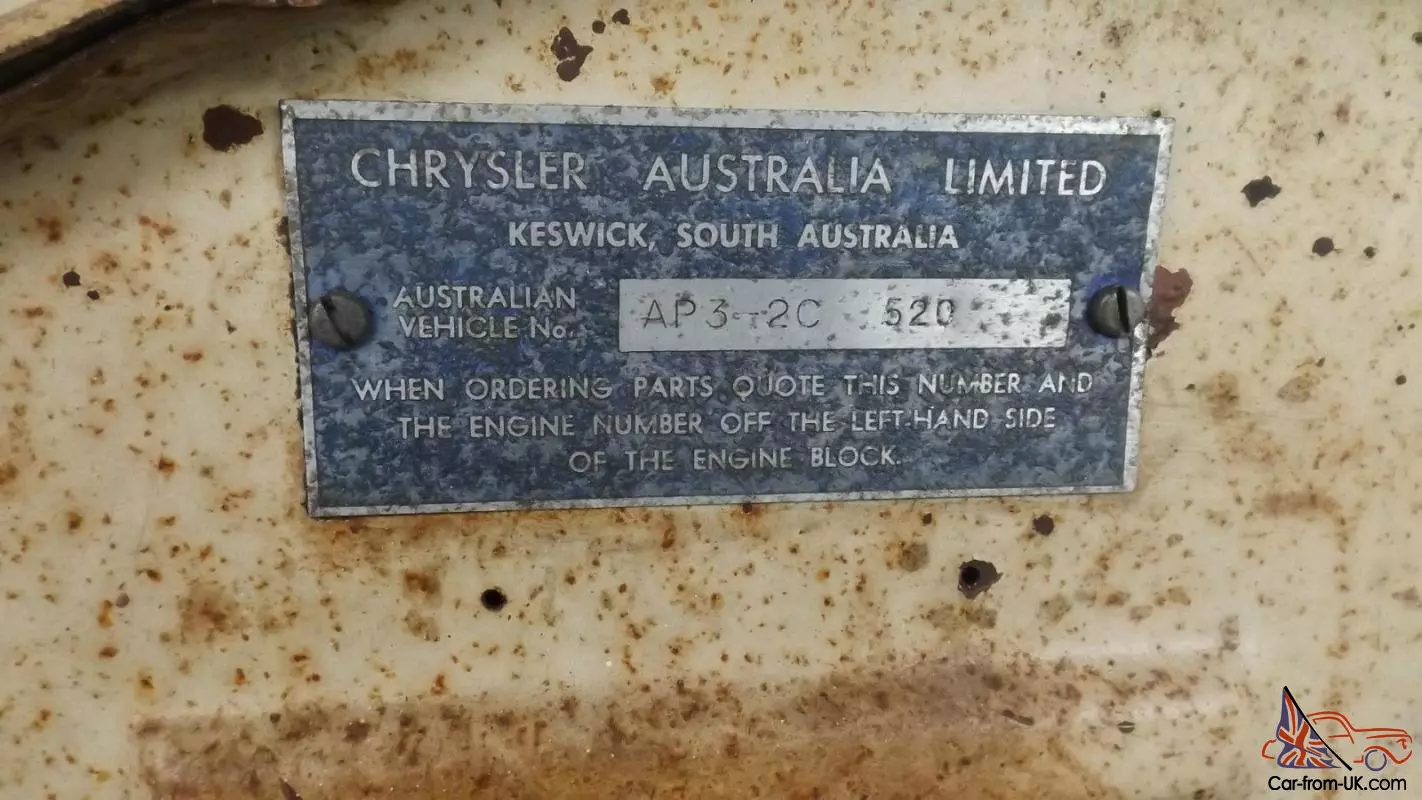 CHRYSLER AUSTRALIA LIMITED
KESWICK, SOUTH AUSTRALIA
AUSTRALIAN
VEHICLE No.
AP3-2C 520
WHEN ORDERING PARTS QUOTE THIS NUMBER AND
THE ENGINE NUMBER OFF THE LEFT-HAND SIDE
OF THE ENGINE BLOCK.
Car-from-UK.com